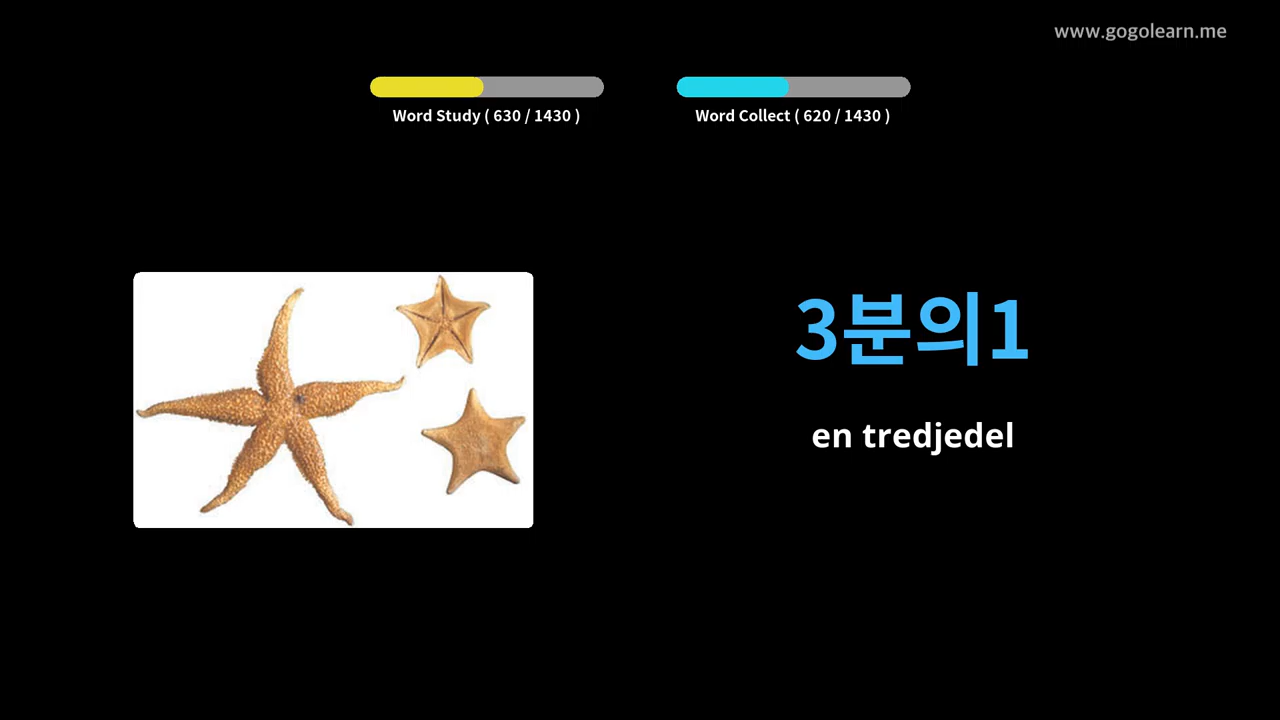 www.gogolearn.me
Word Study ( 630 / 1430 )
Word Collect ( 620 / 1430 )
3분의1
en tredjedel